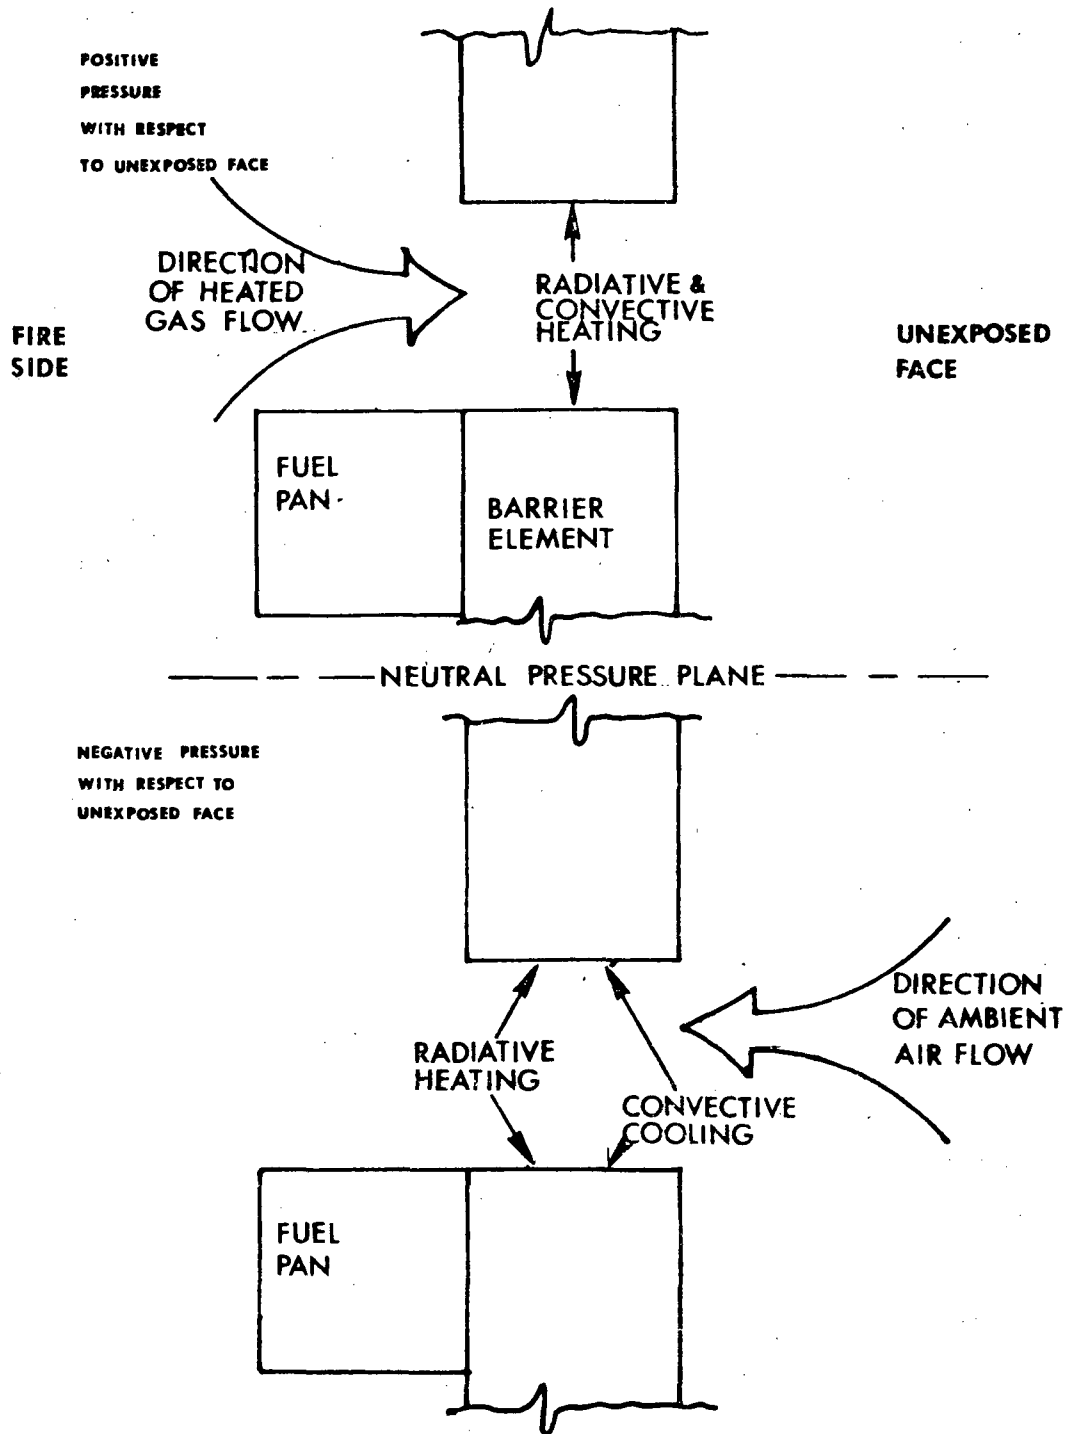 POSITIVE
PRESSURE
WITH RESPECT
TO UNEXPOSED FACE
DIRECTION
OF HEATED
GAS FLOW
RADIATIVE &
CONVECTIVE
HEATING
FIRE
SIDE
UNEXPOSED
FACE
FUEL
PAN
BARRIER
ELEMENT
NEUTRAL PRESSURE PLANE
NEGATIVE PRESSURE
WITH RESPECT TO
UNEXPOSED FACE
DIRECTION
OF AMBIENT
AIR FLOW
RADIATIVE
HEATING
CONVECTIVE
COOLING
FUEL
PAN